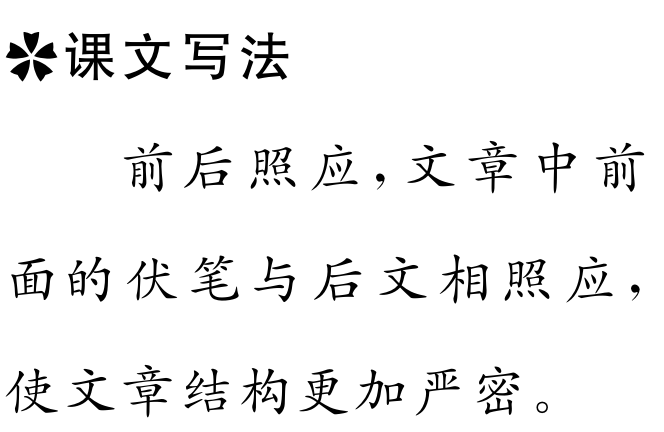 ✽课文写法
前后照应，文章中前
面的伏笔与后文相照应，
使文章结构更加严密。